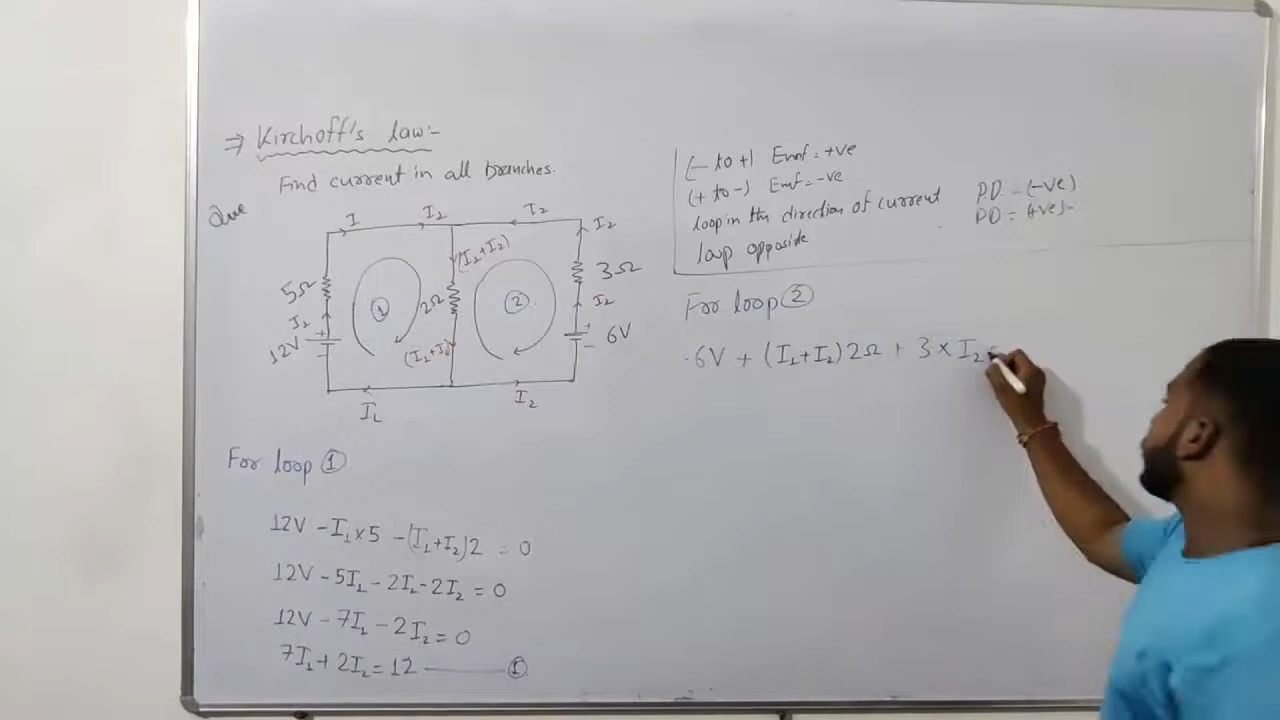 ⇒ Kirchoff's law:-
Find current in all branches.
Que
I I₂ I₂ I₂
(I₁+I₂)
5Ω 2Ω 3Ω
① ②
I₂ I₂
12V + + − 6V
(I₁+I₂)
I₁ I₂
For loop ①
12V - I₁×5 - (I₁+I₂)2 = 0
12V - 5I₁ - 2I₁ - 2I₂ = 0
12V - 7I₁ - 2I₂ = 0
7I₁ + 2I₂ = 12 ——— ①
(- to +) Emf = +ve
(+ to -) Emf = -ve
loop in the direction of current PD - (-ve)
loop opposide PD = (+ve)-
For loop ②
-6V + (I₁+I₂) 2Ω + 3 × I₂ =